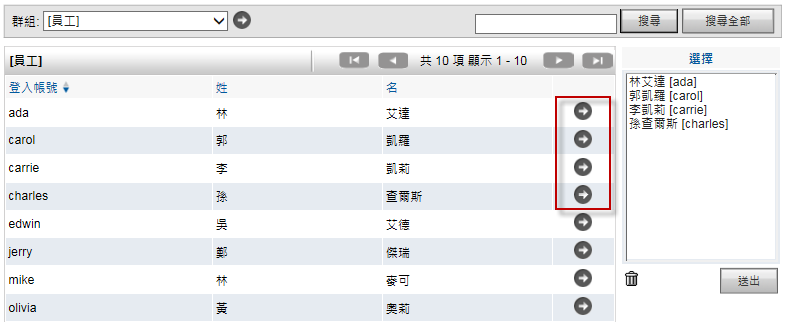 群組: [員工] 搜尋 搜尋全部
[員工] 共 10 項 顯示 1 - 10
登入帳號 姓 名
ada 林 艾達
carol 郭 凱羅
carrie 李 凱莉
charles 孫 查爾斯
edwin 吳 艾德
jerry 鄭 傑瑞
mike 林 麥可
olivia 黃 奧莉
選擇
林艾達 [ada]
郭凱羅 [carol]
李凱莉 [carrie]
孫查爾斯 [charles]
送出